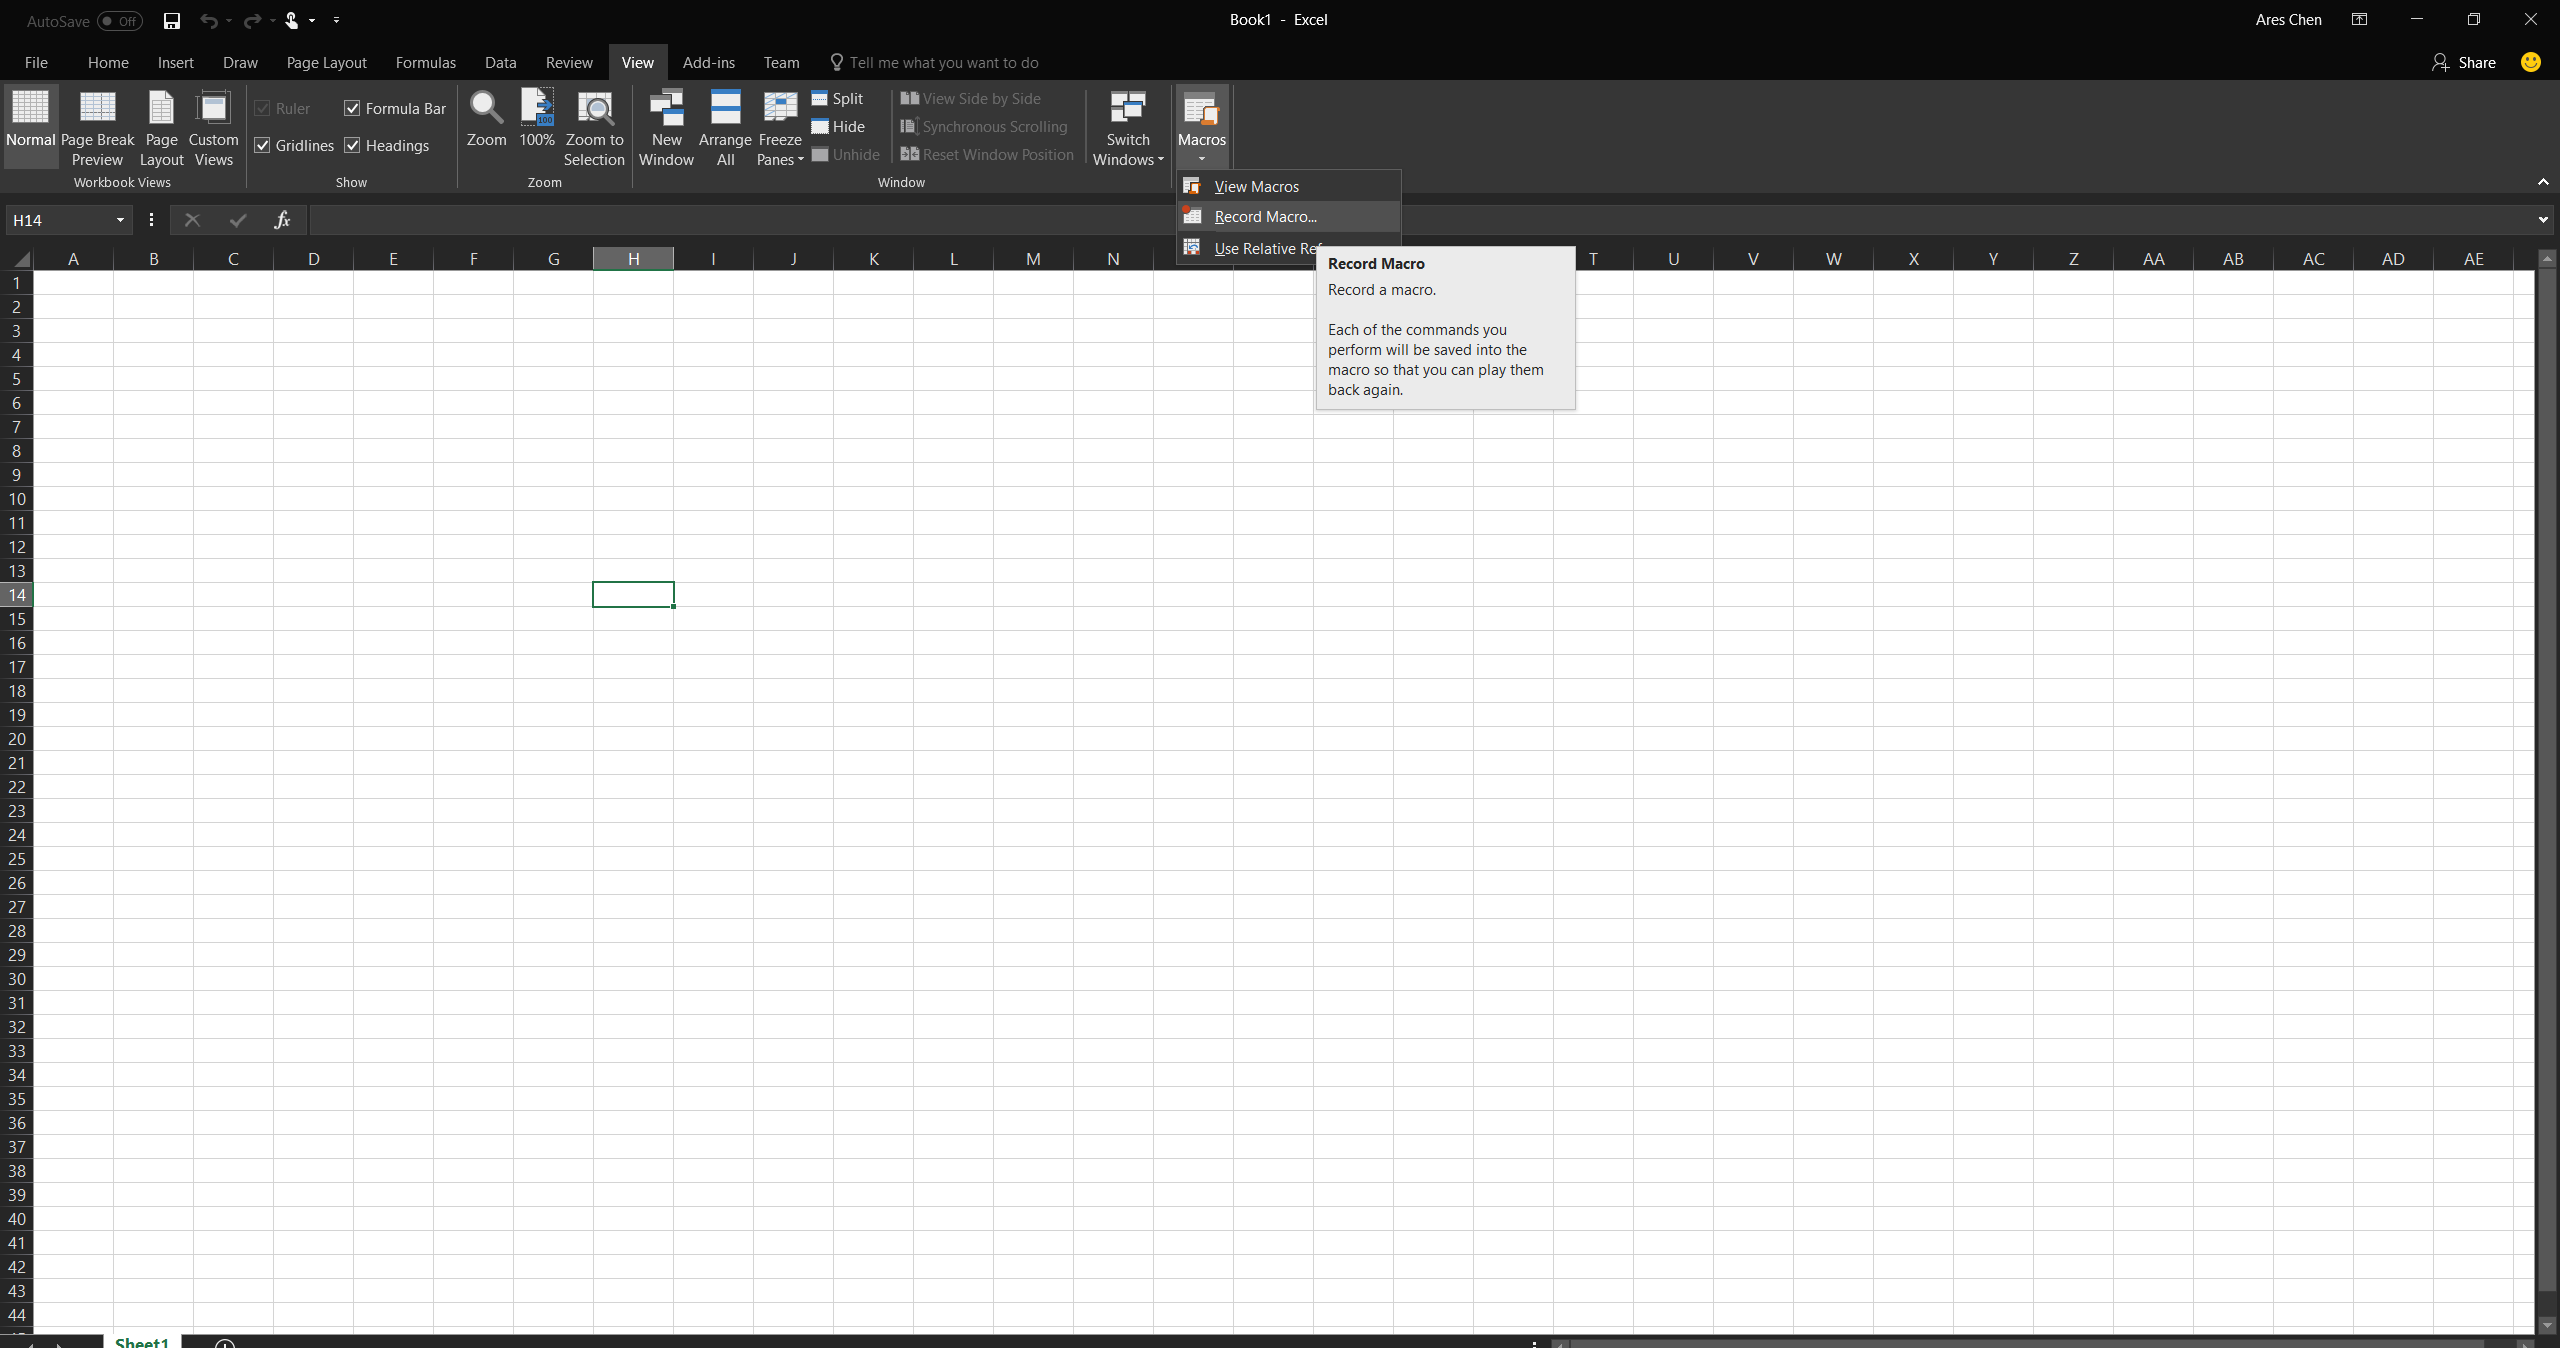 AutoSave Off
Book1 - Excel
Ares Chen
File Home Insert Draw Page Layout Formulas Data Review View Add-ins Team Tell me what you want to do
Share
Normal
Page Break Preview
Page Layout
Custom Views
Workbook Views
Ruler
Formula Bar
Gridlines
Headings
Show
Zoom
100%
100
Zoom to Selection
Zoom
New Window
Arrange All
Freeze Panes
Split
Hide
Unhide
View Side by Side
Synchronous Scrolling
Reset Window Position
Switch Windows
Window
Macros
View Macros
Record Macro...
Use Relative Ref
H14
fx
Record Macro
Record a macro.
Each of the commands you
perform will be saved into the
macro so that you can play them
back again.
A B C D E F G H I J K L M N T U V W X Y Z AA AB AC AD AE
1
2
3
4
5
6
7
8
9
10
11
12
13
14
15
16
17
18
19
20
21
22
23
24
25
26
27
28
29
30
31
32
33
34
35
36
37
38
39
40
41
42
43
44
Sheet1